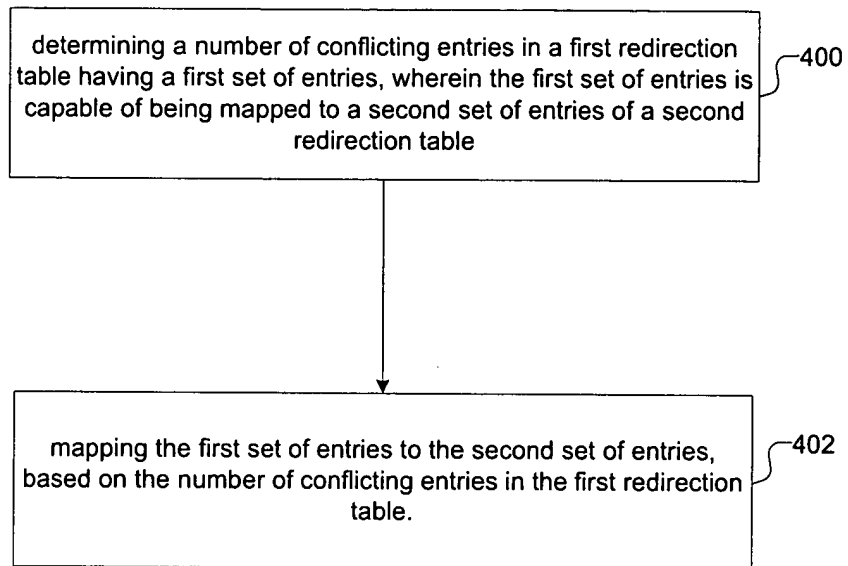 determining a number of conflicting entries in a first redirection
table having a first set of entries, wherein the first set of entries is
capable of being mapped to a second set of entries of a second
redirection table
400
mapping the first set of entries to the second set of entries,
based on the number of conflicting entries in the first redirection
table.
402